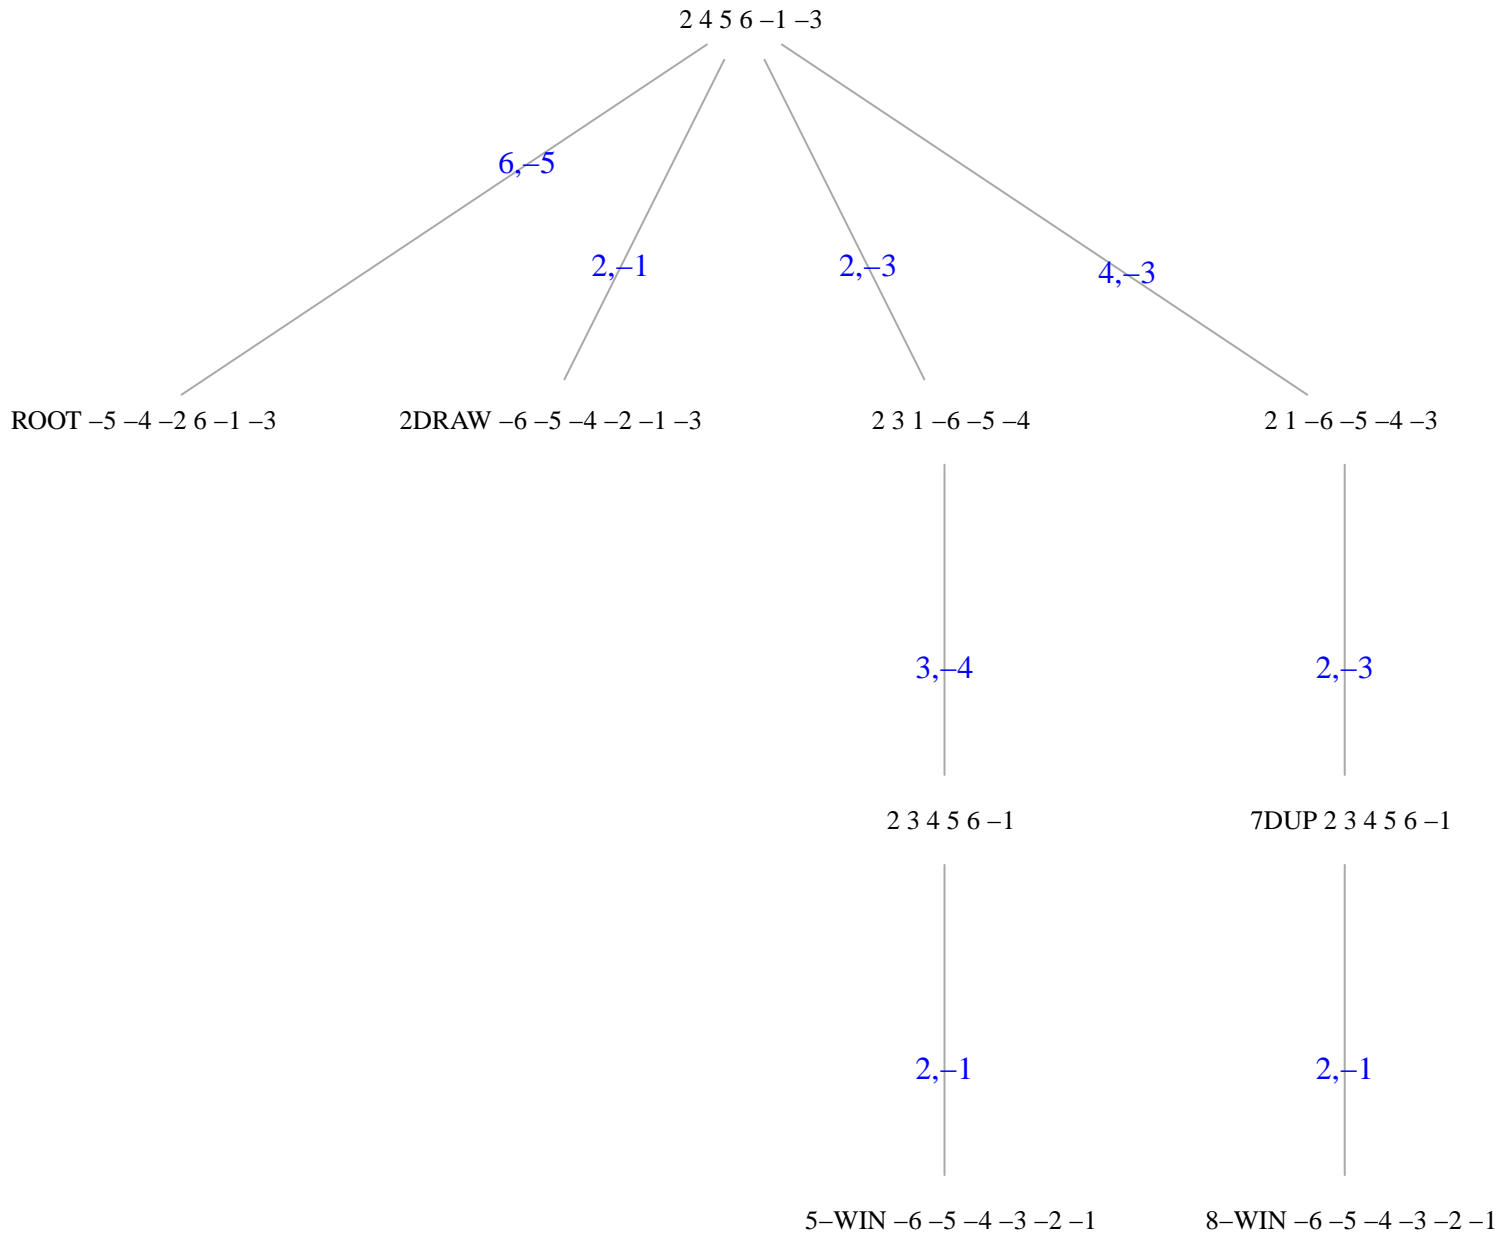 2 4 5 6 –1 –3
6,–5
2,–1
2,–3
4,–3
ROOT –5 –4 –2 6 –1 –3
2DRAW –6 –5 –4 –2 –1 –3
2 3 1 –6 –5 –4
2 1 –6 –5 –4 –3
3,–4
2,–3
2 3 4 5 6 –1
7DUP 2 3 4 5 6 –1
2,–1
2,–1
5–WIN –6 –5 –4 –3 –2 –1
8–WIN –6 –5 –4 –3 –2 –1